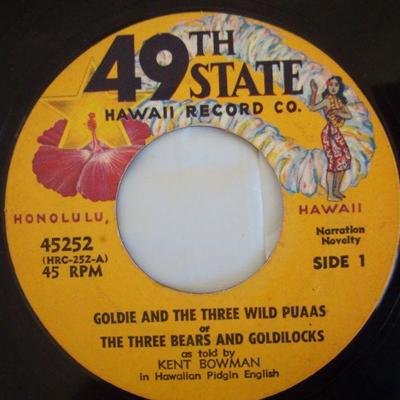 49TH
STATE
HAWAII RECORD CO.
HONOLULU,
HAWAII
45252
(HRC-252-A)
45 RPM
Narration
Novelty
SIDE 1
GOLDIE AND THE THREE WILD PUAAS
or
THE THREE BEARS AND GOLDILOCKS
as told by
KENT BOWMAN
in Hawaiian Pidgin English